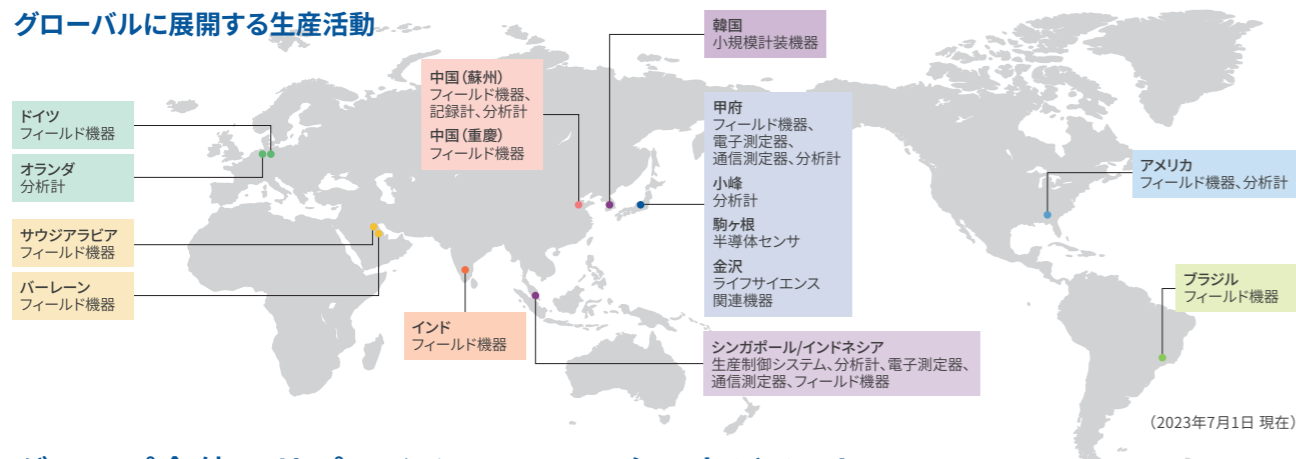 グローバルに展開する生産活動
韓国
小規模計装機器
中国（蘇州）
フィールド機器、
記録計、分析計
中国（重慶）
フィールド機器
ドイツ
フィールド機器
オランダ
分析計
サウジアラビア
フィールド機器
バーレーン
フィールド機器
インド
フィールド機器
甲府
フィールド機器、
電子測定器、
通信測定器、分析計
小峰
分析計
駒ヶ根
半導体センサ
金沢
ライフサイエンス
関連機器
シンガポール/インドネシア
生産制御システム、分析計、電子測定器、
通信測定器、フィールド機器
アメリカ
フィールド機器、分析計
ブラジル
フィールド機器
（2023年7月1日 現在）